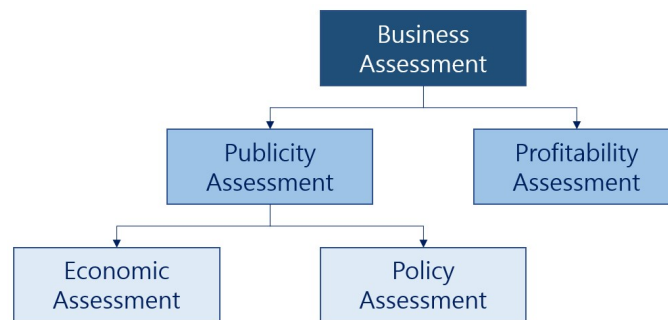 Business
Assessment
Publicity
Assessment
Profitability
Assessment
Economic
Assessment
Policy
Assessment